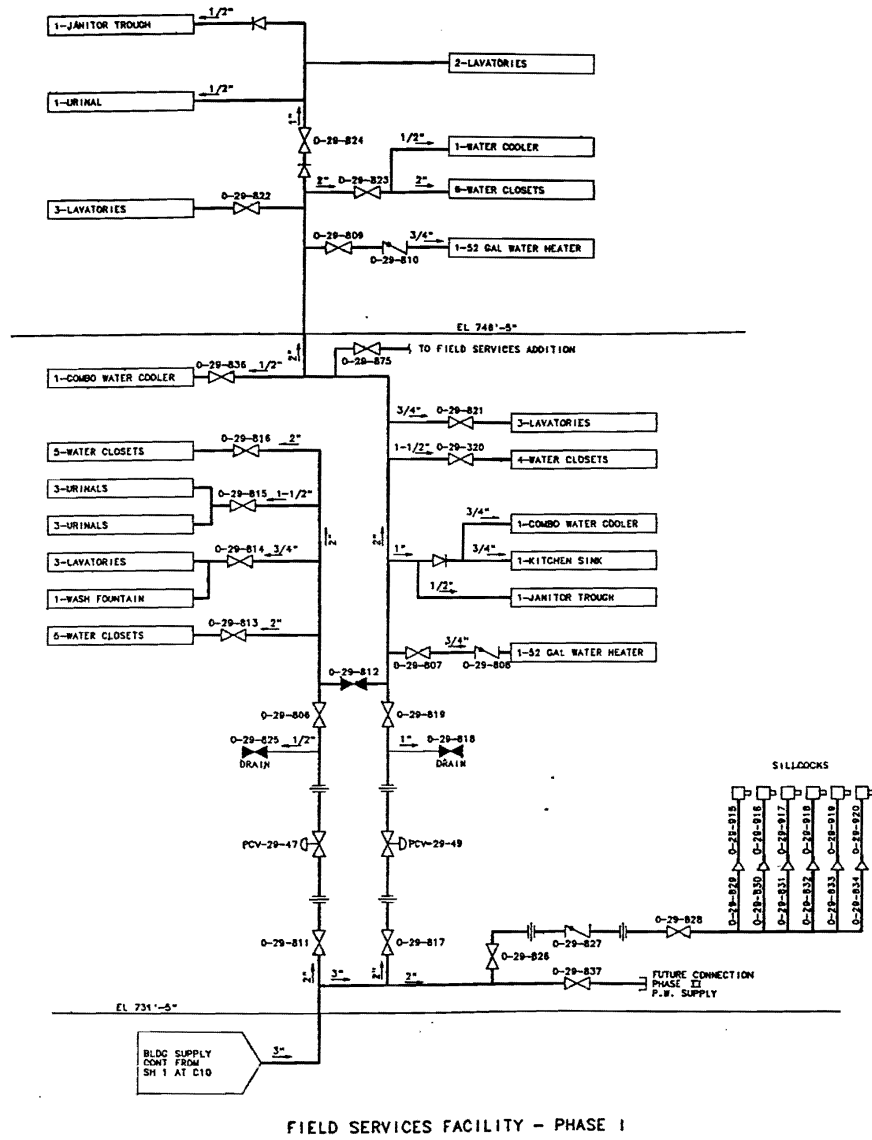 1-JANITOR TROUGH
1/2"
2-LAVATORIES
1-URINAL
1/2"
1"
0-29-824
1/2"
1-WATER COOLER
2"
0-29-823
2"
6-WATER CLOSETS
3-LAVATORIES
0-29-822
0-29-809
3/4"
0-29-810
1-52 GAL WATER HEATER
EL 748'-5"
2"
0-29-875
TO FIELD SERVICES ADDITION
1-COMBO WATER COOLER
0-29-836
1/2"
3/4"
0-29-821
3-LAVATORIES
5-WATER CLOSETS
0-29-816
2"
1-1/2"
0-29-320
4-WATER CLOSETS
3-URINALS
0-29-815
1-1/2"
3-URINALS
2"
2"
3/4"
1-COMBO WATER COOLER
3-LAVATORIES
0-29-814
3/4"
1"
3/4"
1-KITCHEN SINK
1-WASH FOUNTAIN
1/2"
1-JANITOR TROUGH
6-WATER CLOSETS
0-29-813
2"
0-29-807
3/4"
0-29-808
1-52 GAL WATER HEATER
0-29-812
0-29-806
0-29-819
0-29-825
1/2"
DRAIN
1"
0-29-818
DRAIN
SILLCOCKS
PCV-29-47
PCV-29-49
0-29-915
0-29-916
0-29-917
0-29-918
0-29-919
0-29-920
0-29-829
0-29-830
0-29-831
0-29-832
0-29-833
0-29-834
0-29-811
0-29-817
0-29-826
0-29-827
0-29-828
2"
3"
2"
2"
0-29-837
FUTURE CONNECTION
PHASE II
P.W. SUPPLY
EL 731'-5"
BLDG SUPPLY
CONT FROM
SH 1 AT C10
3"
FIELD SERVICES FACILITY - PHASE I